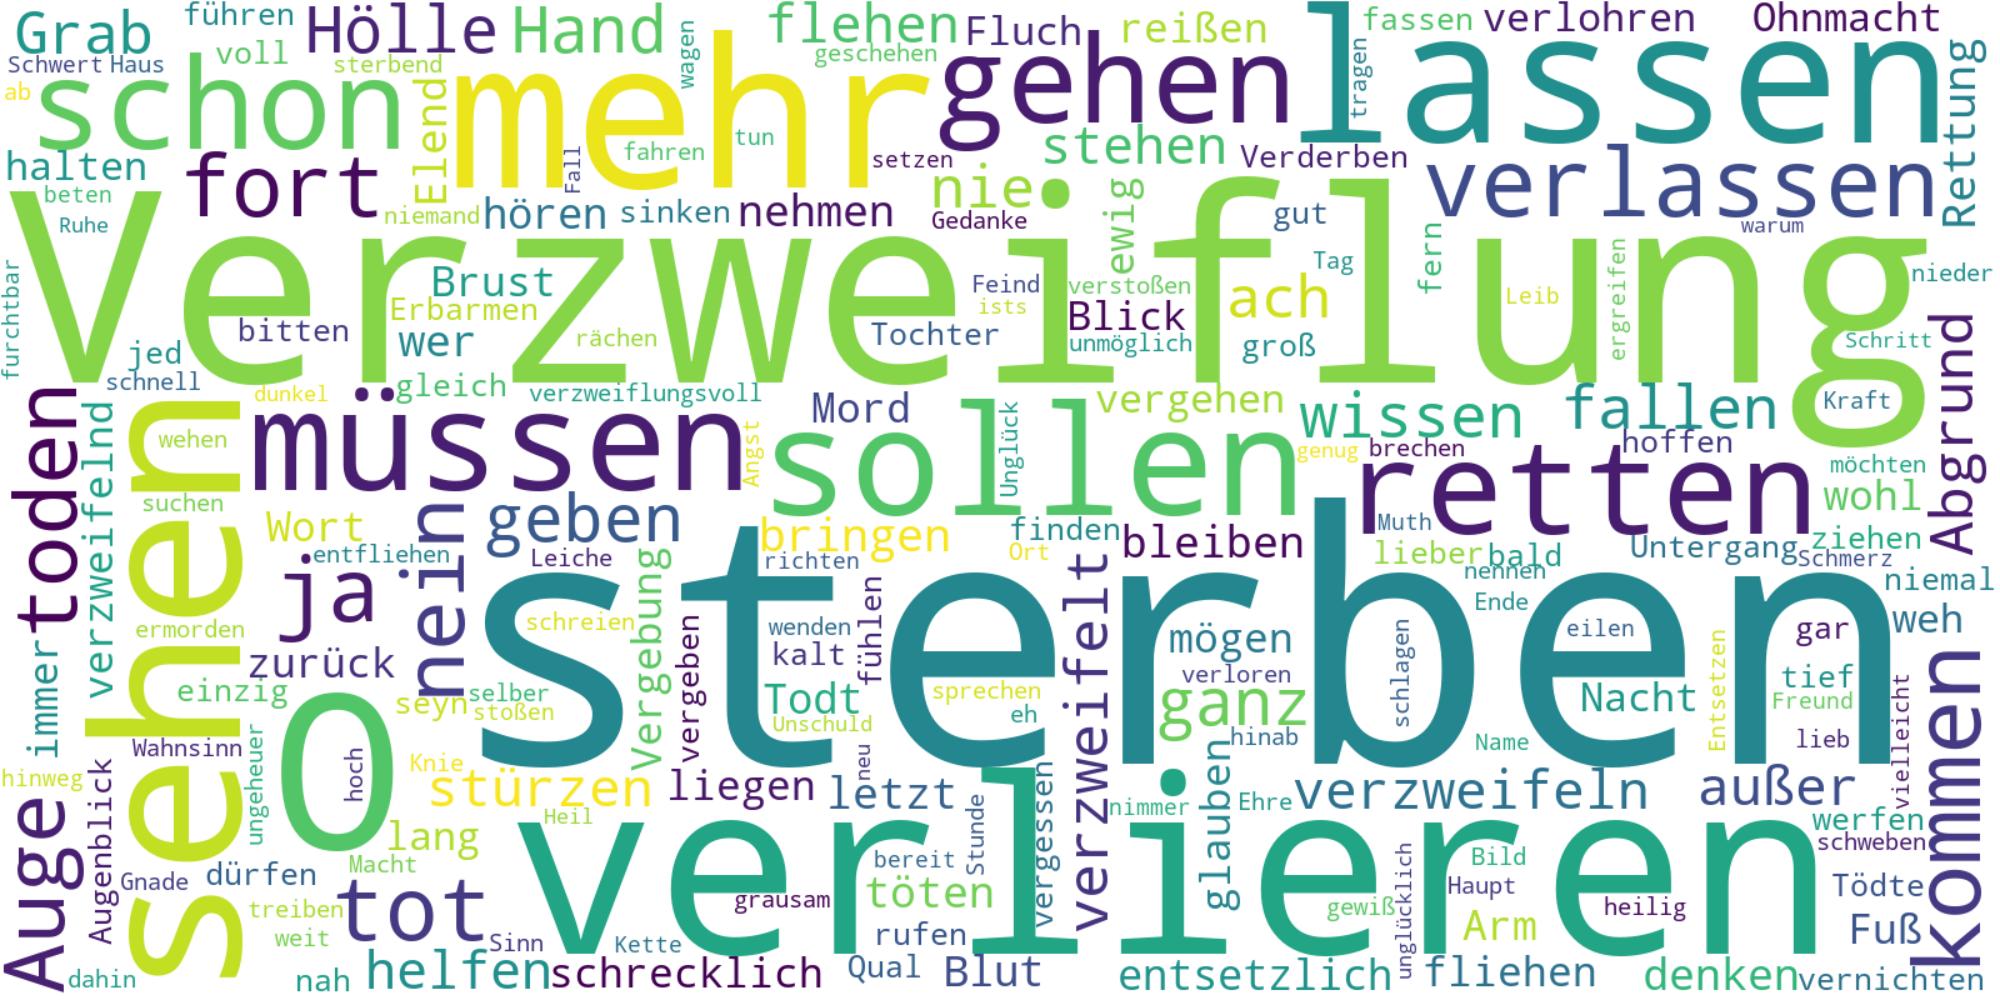 Grab
führen
Hölle
Hand
flehen
Fluch
reißen
fassen
verlohren
Ohnmacht
Schwert
Haus
voll
sterbend
wagen
geschehen
gehen
lassen
tragen
Rettung
ab
schon
Elend
mehr
fahren
tun
setzen
stehen
Verderben
halten
fort
Fall
nie
verlassen
beten
Ruhe
niemand
hören
sinken
nehmen
Gedanke
ewig
gut
warum
Verzweiflung
furchtbar
Brust
Erbarmen
bitten
wer
rächen
Tochter
Feind
ists
verstoßen
Blick
unmöglich
ach
groß
Tag
fern
Leib
ergreifen
nieder
Schritt
jed
schnell
dunkel
gleich
verzweiflungsvoll
Mord
vergehen
wissen
fallen
Kraft
Abgrund
toden
verzweifelnd
sehen
wehen
müssen
Angst
sollen
Unglück
genug
brechen
hoffen
retten
möchten
wohl
suchen
Wort
nein
geben
bringen
finden
Ort
bleiben
Muth
lieber
bald
Untergang
ziehen
Schmerz
entfliehen
Leiche
richten
nennen
niemal
ja
sterben
Vergebung
schreien
wenden
fühlen
verzweifelt
mögen
Ende
eilen
weh
ermorden
immer
zurück
vergeben
kalt
schlagen
gar
einzig
seyn
selber
stoßen
Todt
Unschuld
sprechen
eh
verloren
ganz
Nacht
Entsetzen
tief
Freund
Wahnsinn
ungeheuer
O
hoch
Knie
neu
hinab
Name
lieb
vielleicht
kommen
hinweg
Auge
Augenblick
stürzen
liegen
letzt
Stunde
vergessen
nimmer
glauben
Ehre
verzweifeln
außer
werfen
schweben
lang
Heil
verlieren
Macht
Gnade
dürfen
bereit
Bild
treiben
tot
grausam
töten
unglücklich
Haupt
gewiß
heilig
Tödte
weit
Sinn
Kette
rufen
Arm
Fuß
dahin
nah
helfen
schrecklich
Qual
Blut
entsetzlich
fliehen
denken
vernichten